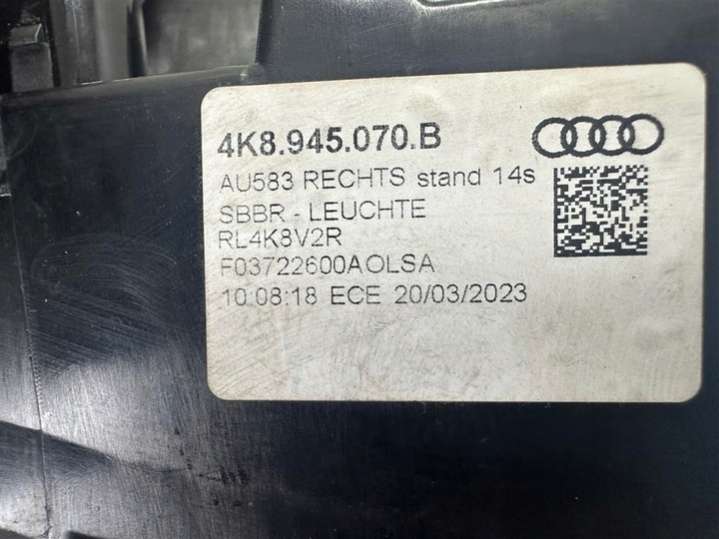 4K8.945.070.B
AU583 RECHTS stand 14s
SBBR - LEUCHTE
RL4K8V2R
F03722600AOLSA
10:08:18 ECE 20/03/2023